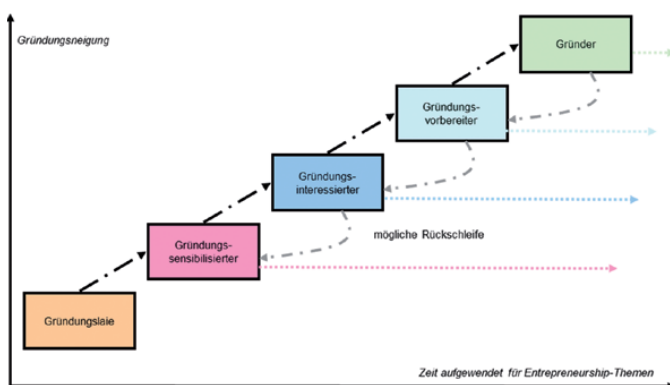 Gründungsneigung
Gründer
Gründungs-
vorbereiter
Gründungs-
interessierter
mögliche Rückschleife
Gründungs-
sensibilisierter
Gründungslaie
Zeit aufgewendet für Entrepreneurship-Themen